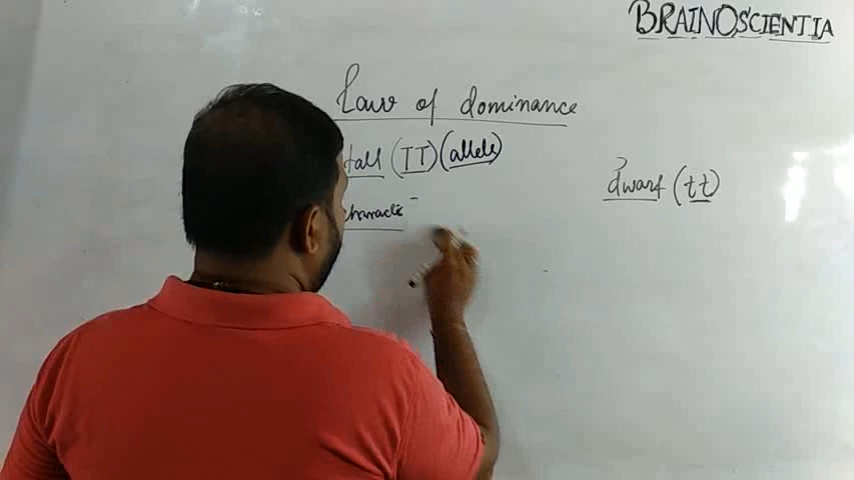 BRAINOSCIENTIA
Law of dominance
tall (TT) (allele)
dwarf (tt)